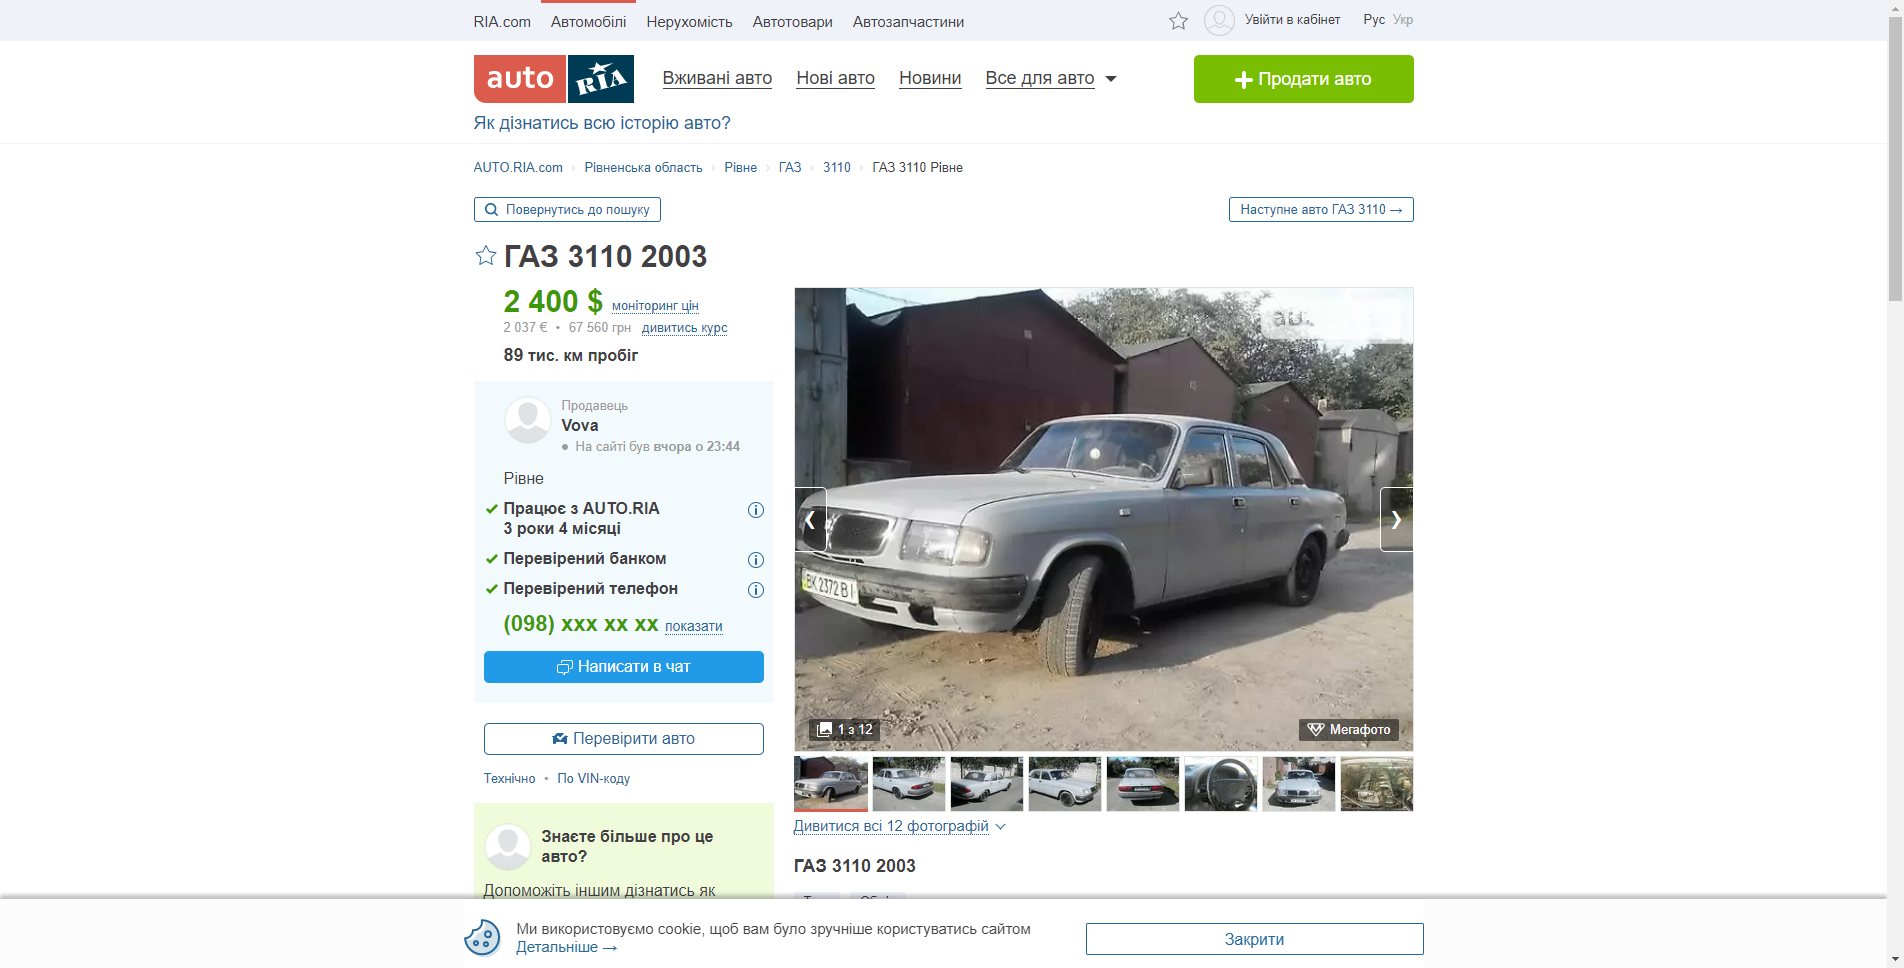 RIA.com Автомобілі Нерухомість Автотовари Автозапчастини Увійти в кабінет Рус Укр
auto RIA Вживані авто Нові авто Новини Все для авто Продати авто
Як дізнатись всю історію авто?
AUTO.RIA.com › Рівненська область › Рівне › ГАЗ › 3110 › ГАЗ 3110 Рівне
Повернутись до пошуку Наступне авто ГАЗ 3110 →
ГАЗ 3110 2003
2 400 $ моніторинг цін
2 037 € • 67 560 грн дивитись курс
89 тис. км пробіг
Продавець
Vova
На сайті був вчора о 23:44
Рівне
Працює з AUTO.RIA
3 роки 4 місяці
Перевірений банком
Перевірений телефон
(098) xxx xx xx показати
Написати в чат
Перевірити авто
Технічно • По VIN-коду
Знаєте більше про це
авто?
Допоможіть іншим дізнатись як
BK 2372 BI
1 з 12 Мегафото
Дивитися всі 12 фотографій
ГАЗ 3110 2003
Ми використовуємо cookie, щоб вам було зручніше користуватись сайтом
Детальніше →
Закрити